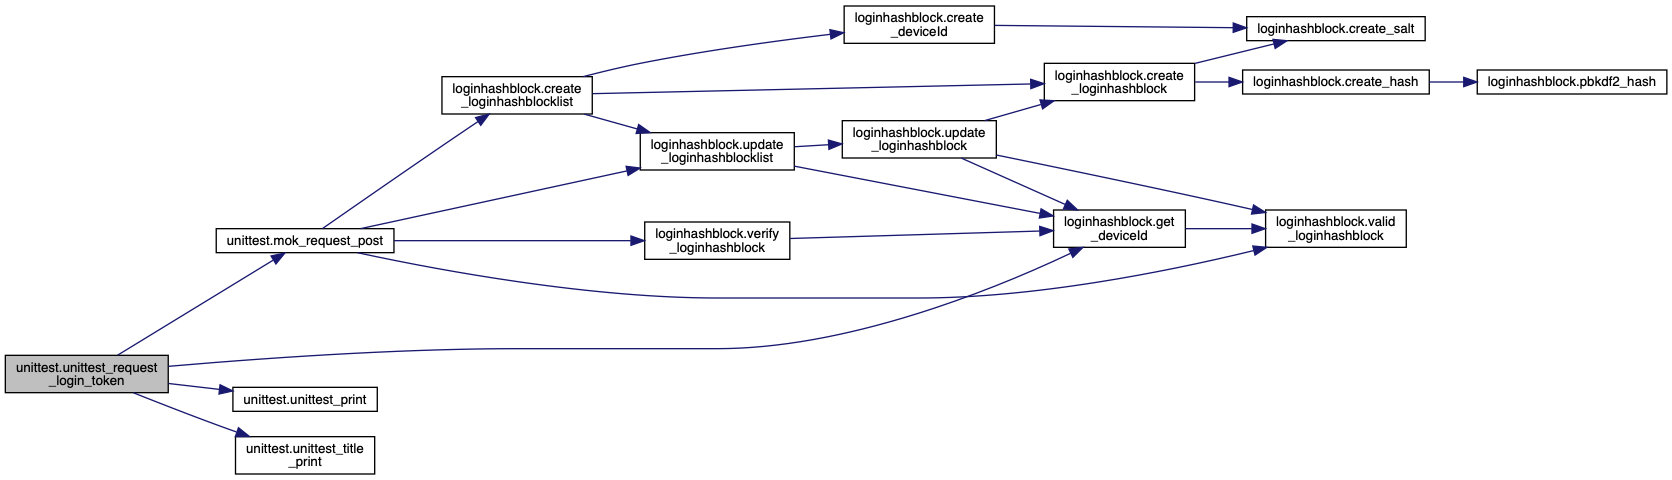 loginhashblock.create
_deviceId
loginhashblock.create_salt
loginhashblock.create
_loginhashblocklist
loginhashblock.create
_loginhashblock
loginhashblock.create_hash
loginhashblock.pbkdf2_hash
loginhashblock.update
_loginhashblocklist
loginhashblock.update
_loginhashblock
unittest.mok_request_post
loginhashblock.verify
_loginhashblock
loginhashblock.get
_deviceId
loginhashblock.valid
_loginhashblock
unittest.unittest_request
_login_token
unittest.unittest_print
unittest.unittest_title
_print